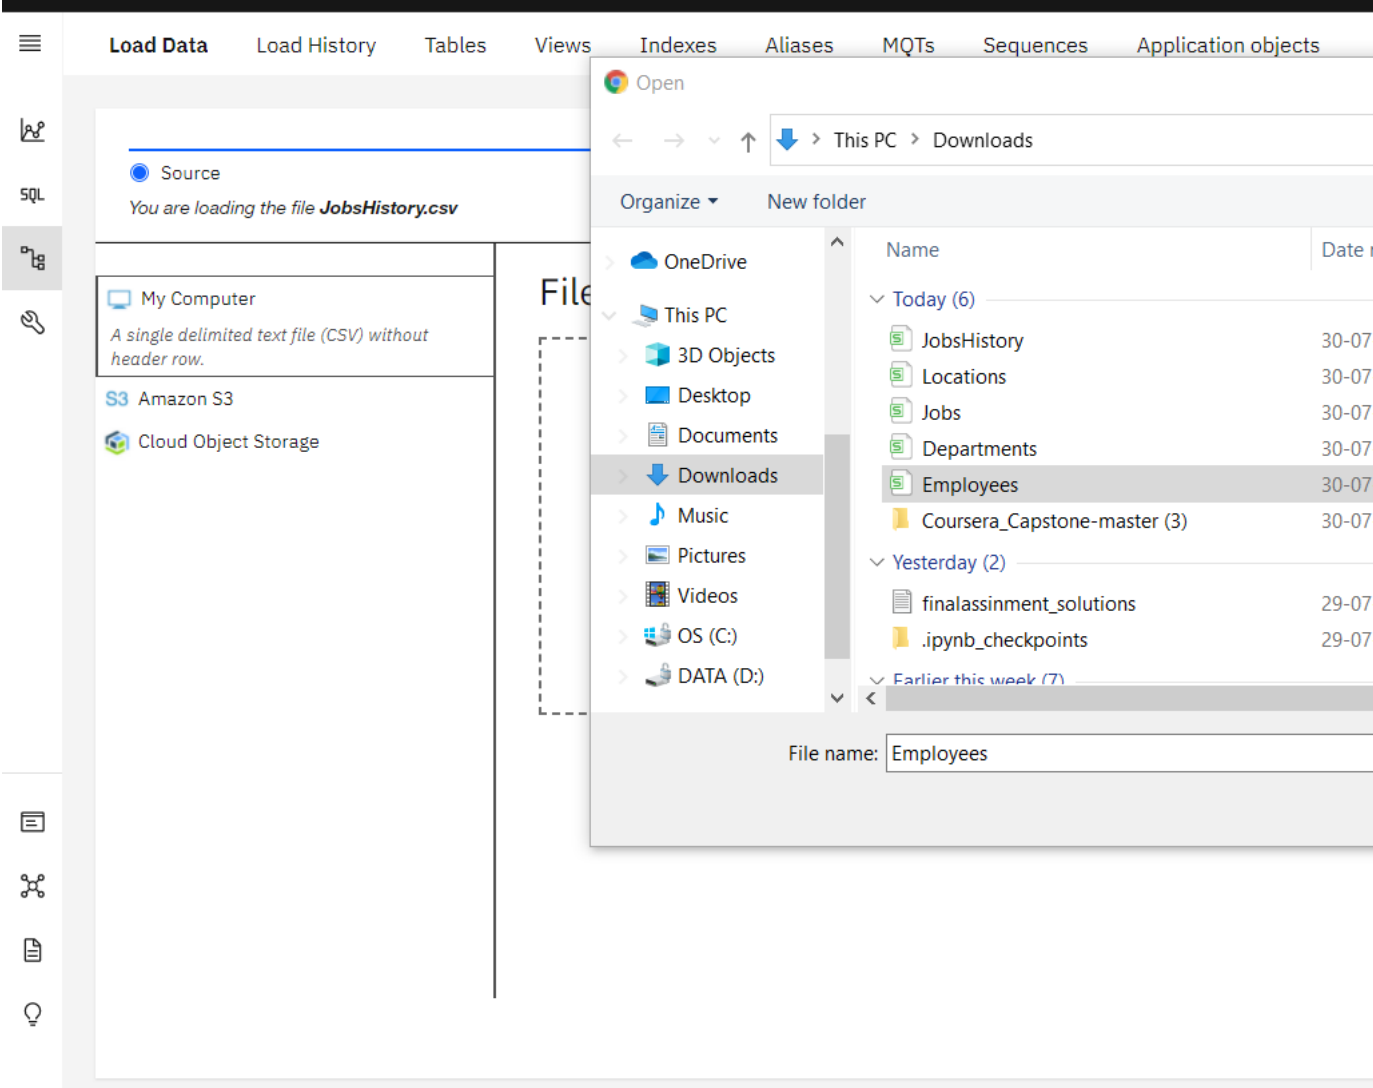 Load Data Load History Tables Views Indexes Aliases MQTs Sequences Application objects
Open
This PC > Downloads
Source
SQL
You are loading the file JobsHistory.csv
Organize New folder
Name Date
OneDrive
File
My Computer
A single delimited text file (CSV) without
header row.
S3 Amazon S3
Cloud Object Storage
This PC
3D Objects
Desktop
Documents
Downloads
Music
Pictures
Videos
OS (C:)
DATA (D:)
Today (6)
JobsHistory 30-07
Locations 30-07
Jobs 30-07
Departments 30-07
Employees 30-07
Coursera_Capstone-master (3) 30-07
Yesterday (2)
finalassinment_solutions 29-07
.ipynb_checkpoints 29-07
Earlier this week (7)
File name: Employees